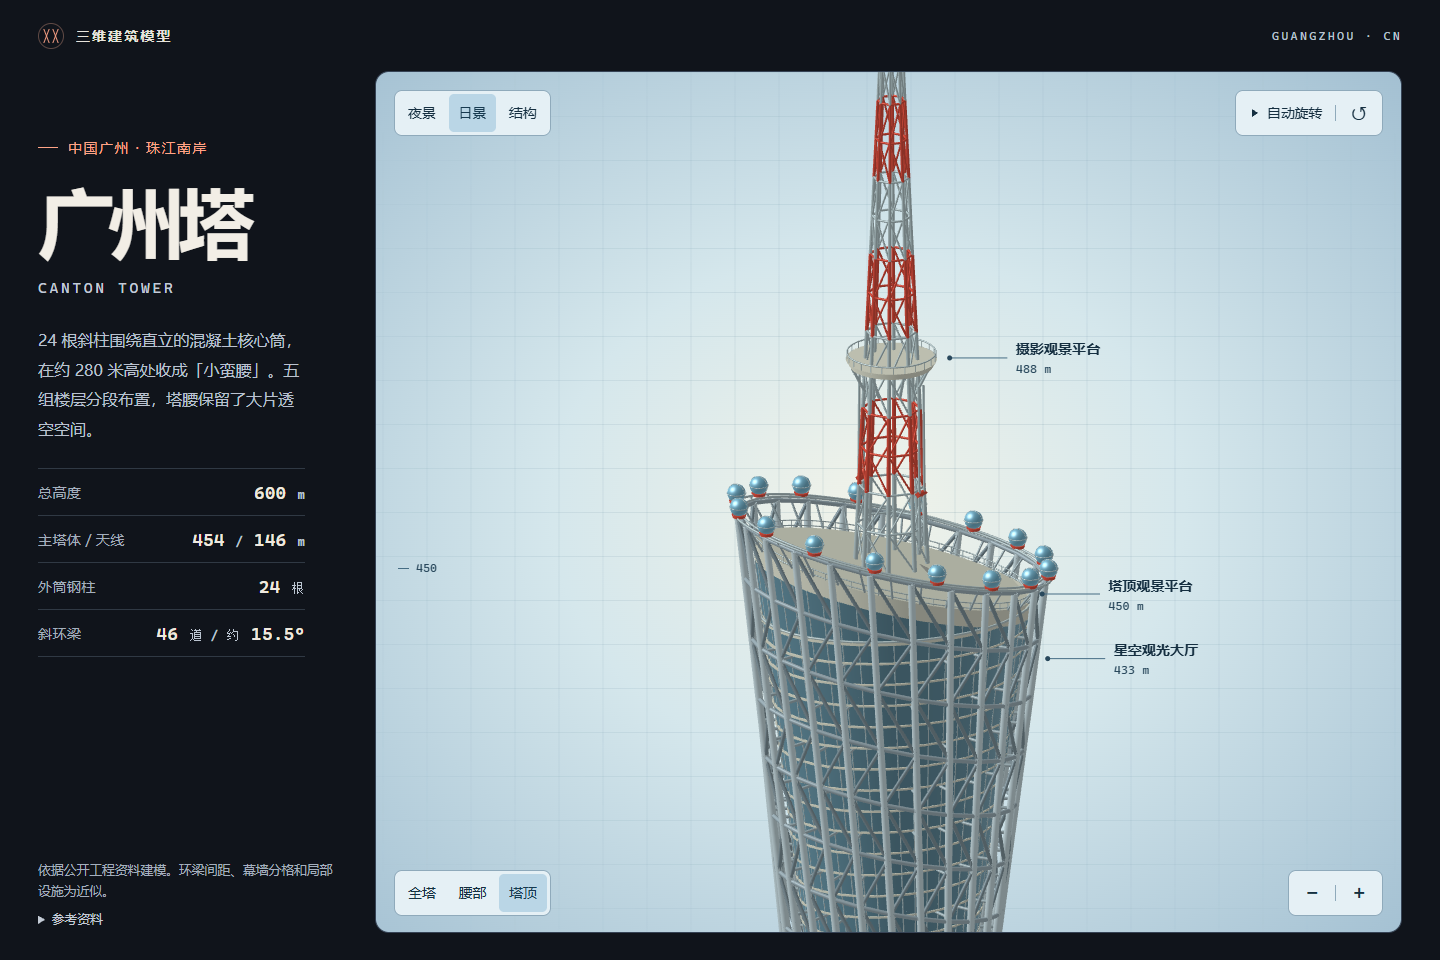 三维建筑模型
GUANGZHOU · CN
中国广州 · 珠江南岸
广州塔
CANTON TOWER
24 根斜柱围绕直立的混凝土核心筒，
在约 280 米高处收成「小蛮腰」。五
组楼层分段布置，塔腰保留了大片透
空空间。
总高度 600 m
主塔体 / 天线 454 / 146 m
外筒钢柱 24 根
斜环梁 46 道 / 约 15.5°
依据公开工程资料建模。环梁间距、幕墙分格和局部
设施为近似。
参考资料
夜景 日景 结构
自动旋转
摄影观景平台
488 m
450
塔顶观景平台
450 m
星空观光大厅
433 m
全塔 腰部 塔顶
− +